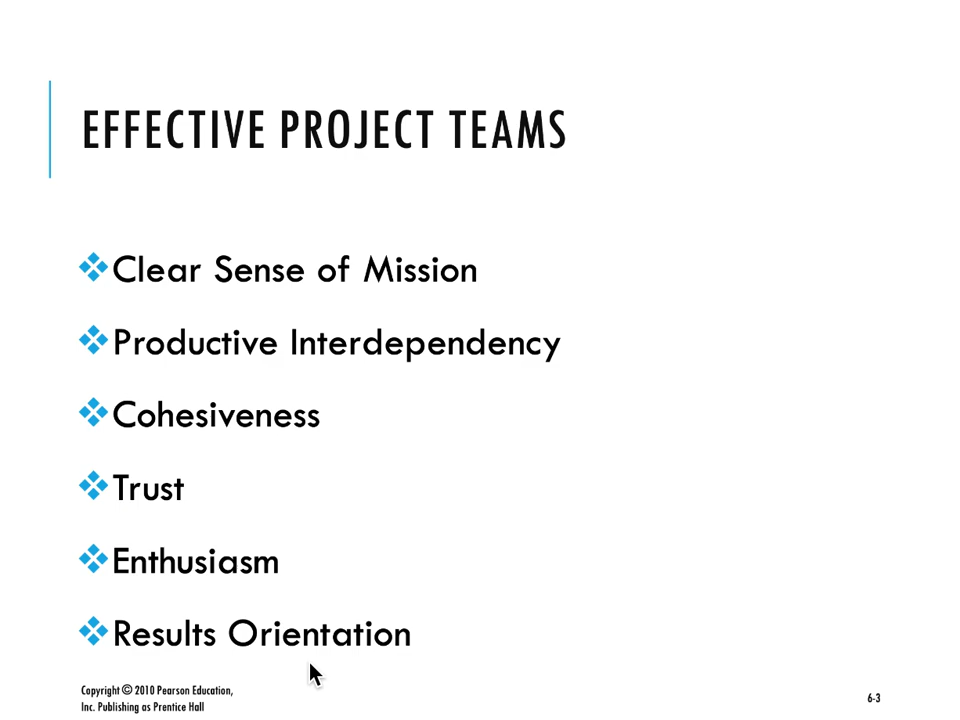 EFFECTIVE PROJECT TEAMS
Clear Sense of Mission
Productive Interdependency
Cohesiveness
Trust
Enthusiasm
Results Orientation
Copyright © 2010 Pearson Education,
Inc. Publishing as Prentice Hall
6-3